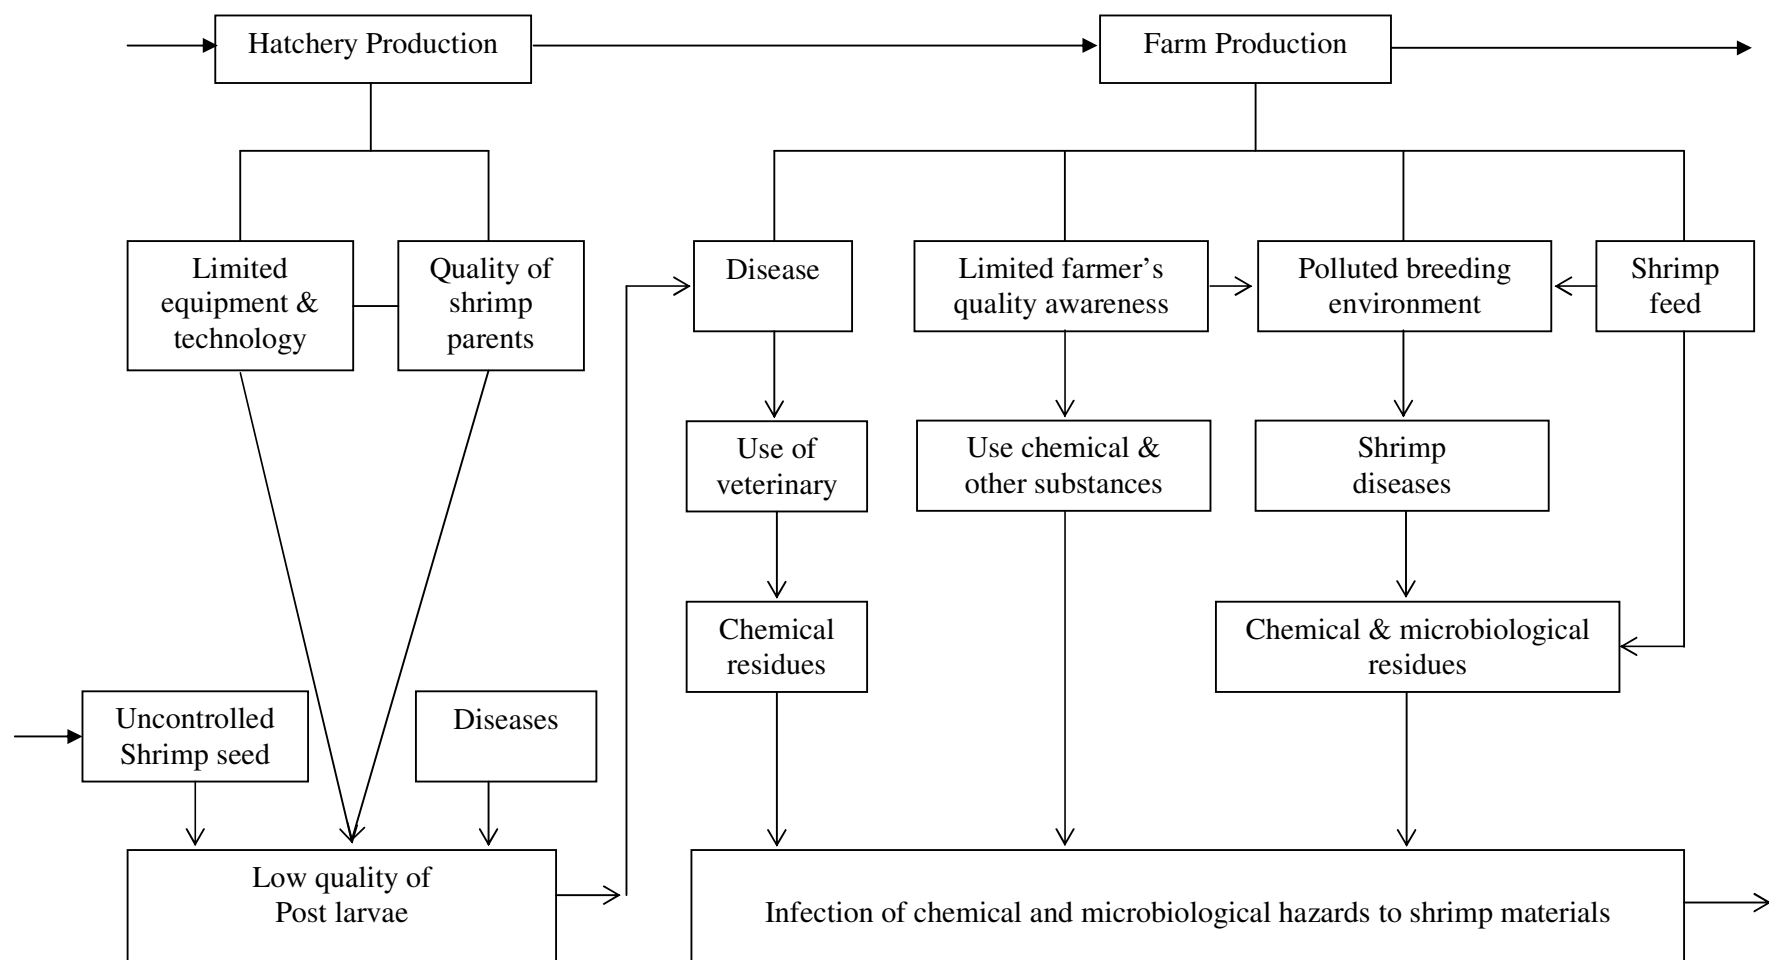 Hatchery Production
Farm Production
Limited
equipment &
technology
Quality of
shrimp
parents
Disease
Limited farmer’s
quality awareness
Polluted breeding
environment
Shrimp
feed
Use of
veterinary
Use chemical &
other substances
Shrimp
diseases
Chemical
residues
Chemical & microbiological
residues
Uncontrolled
Shrimp seed
Diseases
Low quality of
Post larvae
Infection of chemical and microbiological hazards to shrimp materials